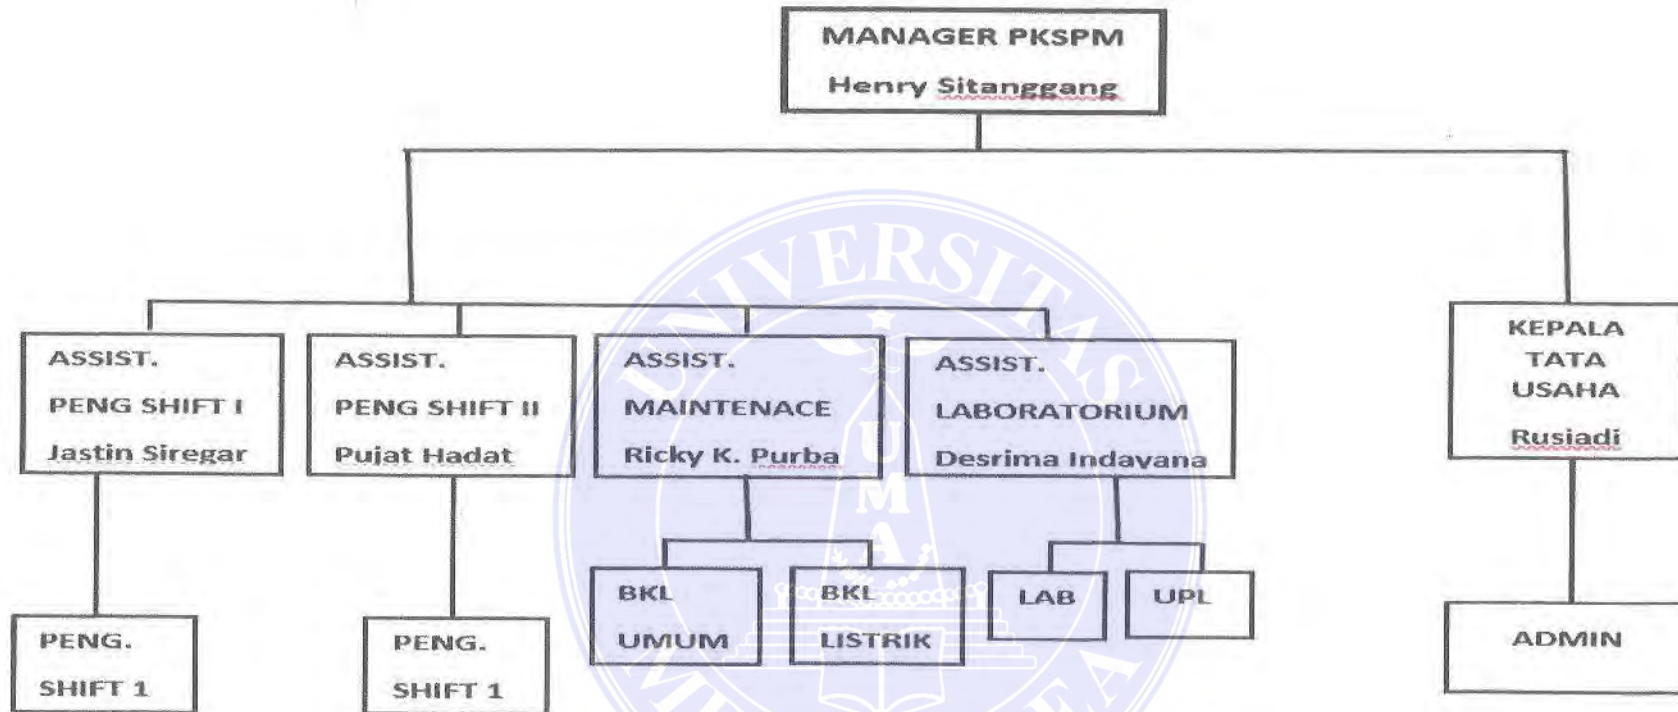 MANAGER PKSPM
Henry Sitanggang
ASSIST.
PENG SHIFT I
Jastin Siregar
ASSIST.
PENG SHIFT II
Pujat Hadat
ASSIST.
MAINTENACE
Ricky K. Purba
ASSIST.
LABORATORIUM
Desrima Indavana
KEPALA
TATA
USAHA
Rusiadi
PENG.
SHIFT 1
PENG.
SHIFT 1
BKL
UMUM
BKL
LISTRIK
LAB
UPL
ADMIN
UNIVERSITAS
UMA